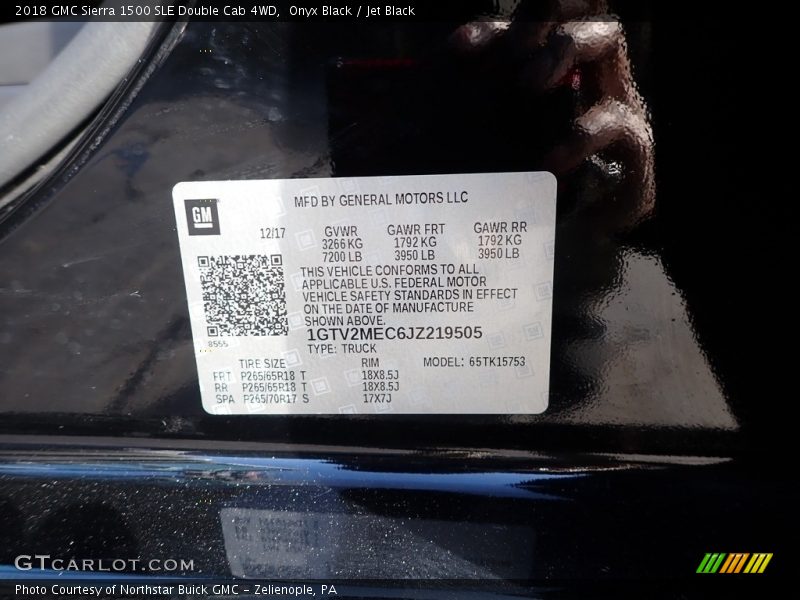 2018 GMC Sierra 1500 SLE Double Cab 4WD, Onyx Black / Jet Black
MFD BY GENERAL MOTORS LLC
GM
12/17 GVWR GAWR FRT GAWR RR
3266 KG 1792 KG 1792 KG
7200 LB 3950 LB 3950 LB
THIS VEHICLE CONFORMS TO ALL
APPLICABLE U.S. FEDERAL MOTOR
VEHICLE SAFETY STANDARDS IN EFFECT
ON THE DATE OF MANUFACTURE
SHOWN ABOVE.
8555
1GTV2MEC6JZ219505
TYPE: TRUCK
TIRE SIZE RIM MODEL: 65TK15753
FRT P265/65R18 T 18X8.5J
RR P265/65R18 T 18X8.5J
SPA P265/70R17 S 17X7J
GTCARLOT.COM
Photo Courtesy of Northstar Buick GMC - Zelienople, PA